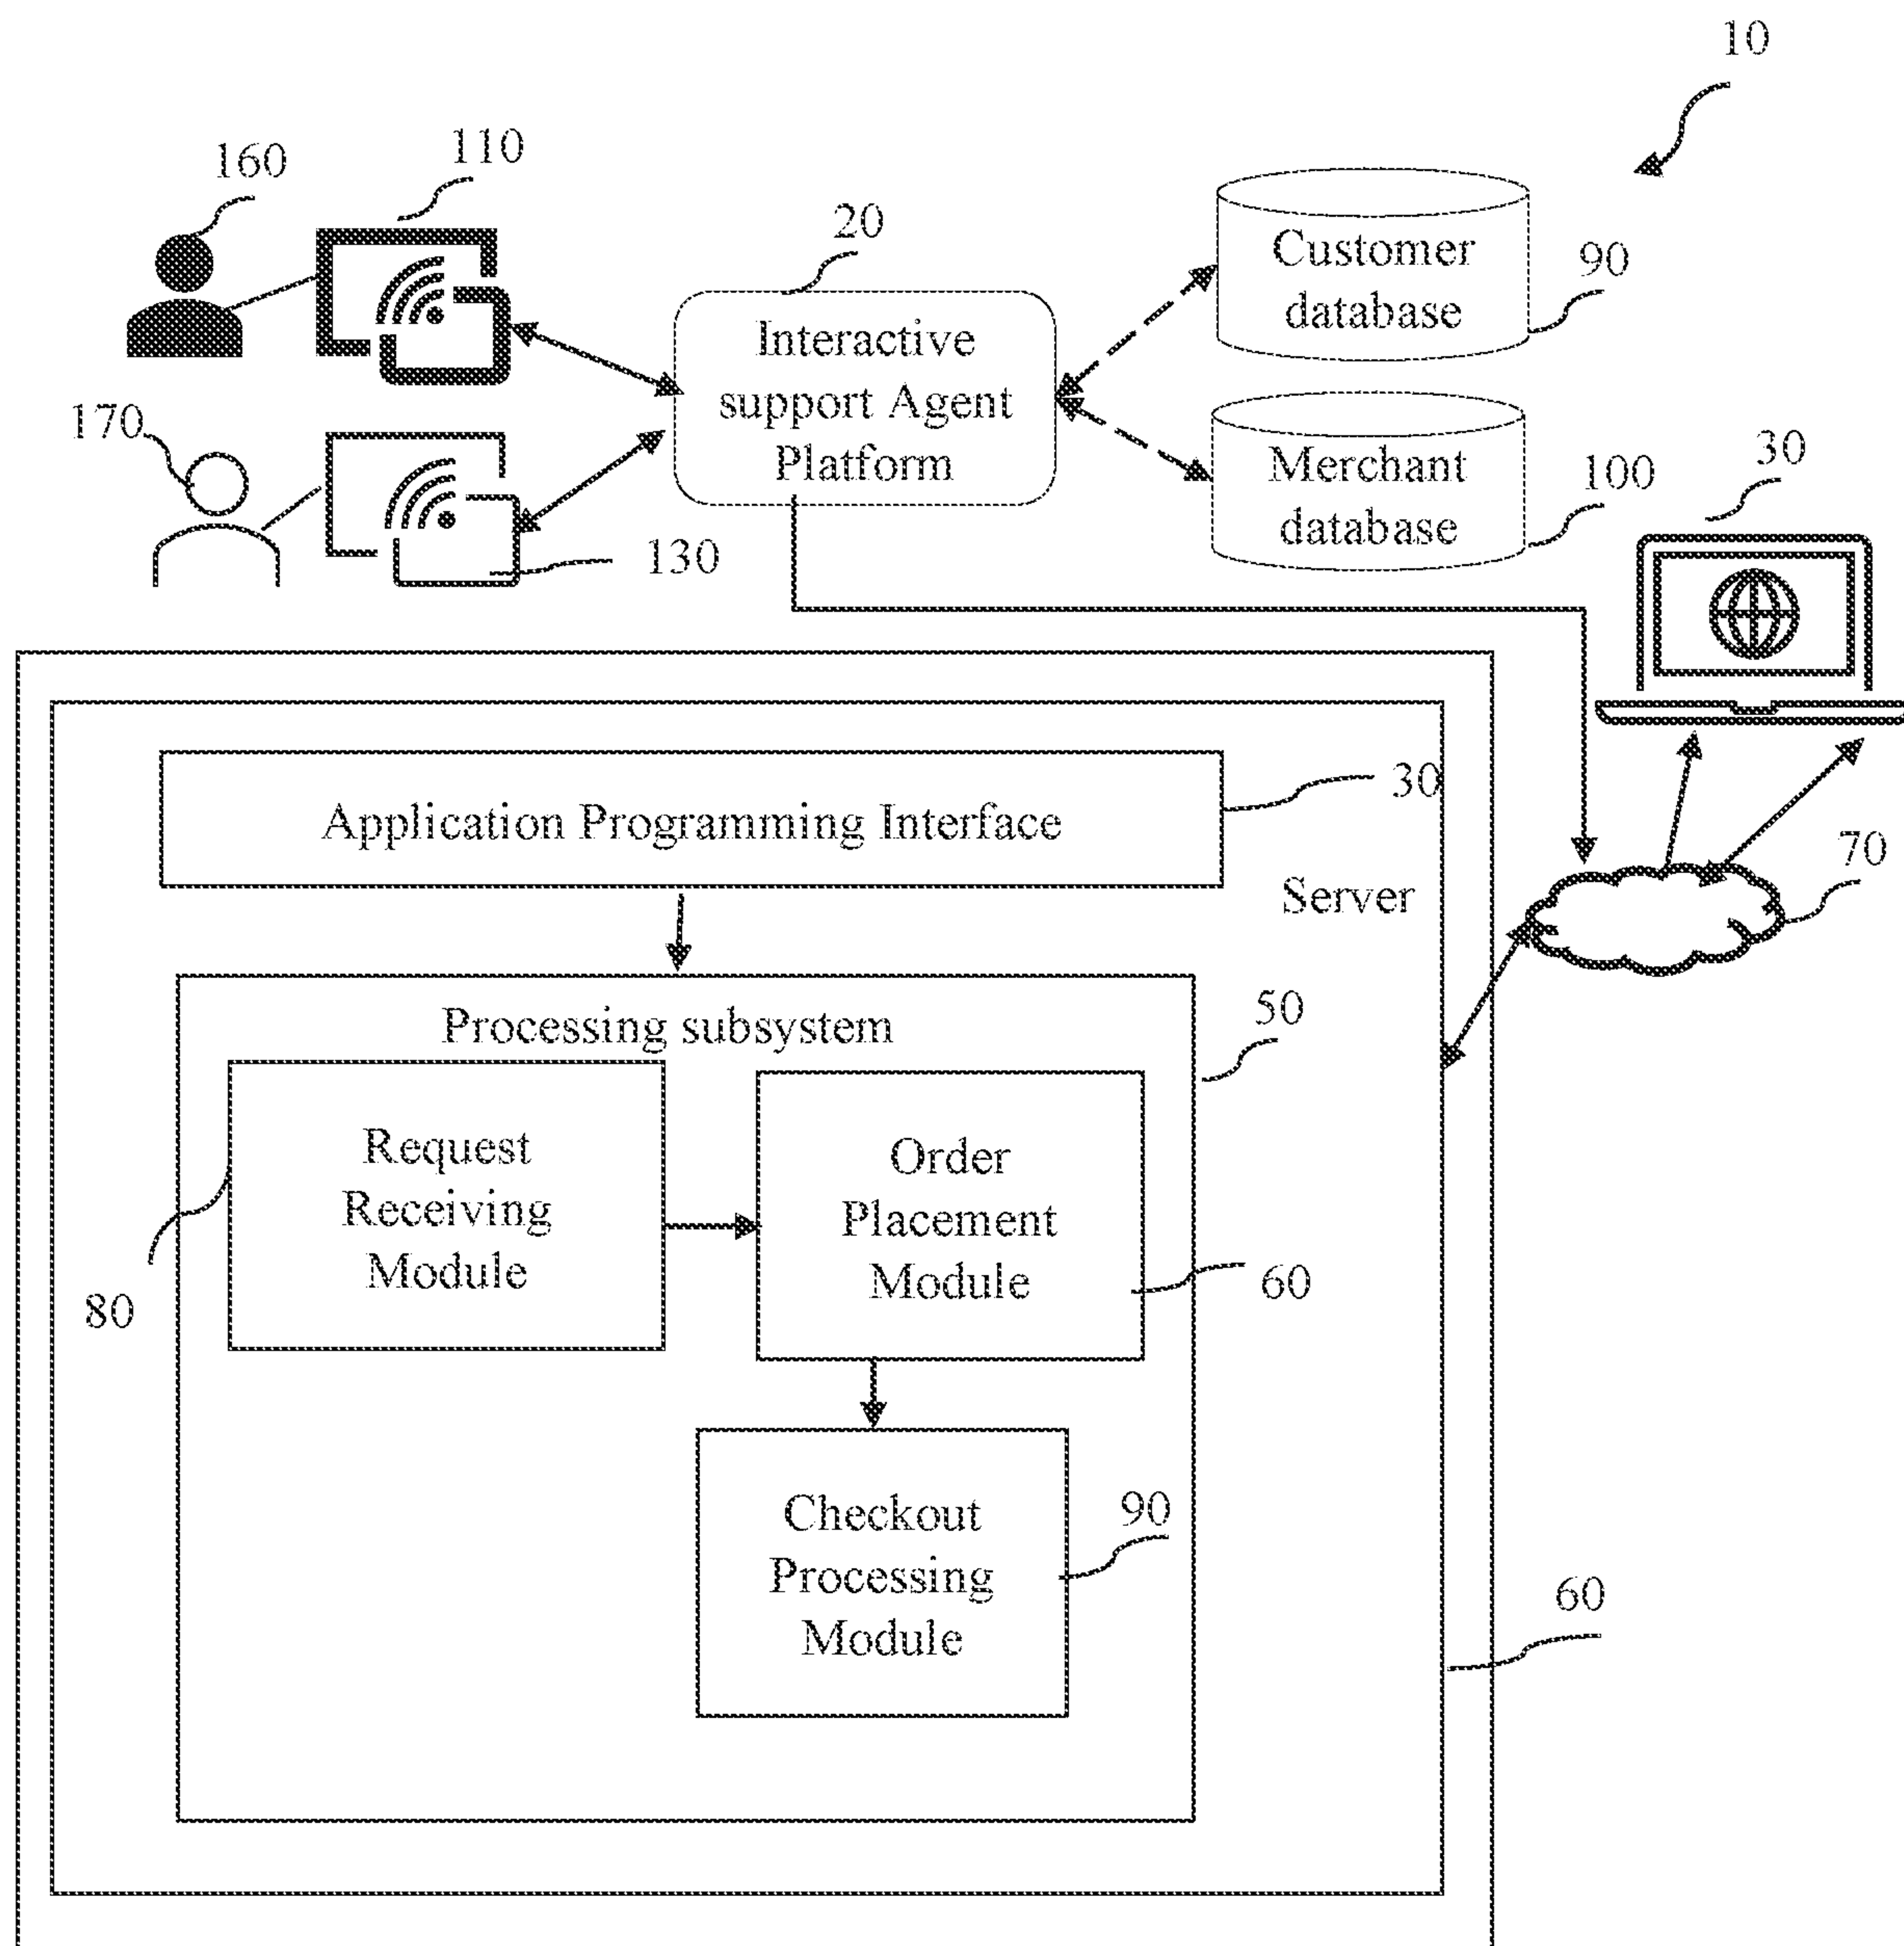 10
160
110
20
Customer
database
90
Interactive
support Agent
Platform
170
Merchant
database
100
30
130
Application Programming Interface
30
Server
70
Processing subsystem
50
Request
Receiving
Module
80
Order
Placement
Module
60
Checkout
Processing
Module
90
60